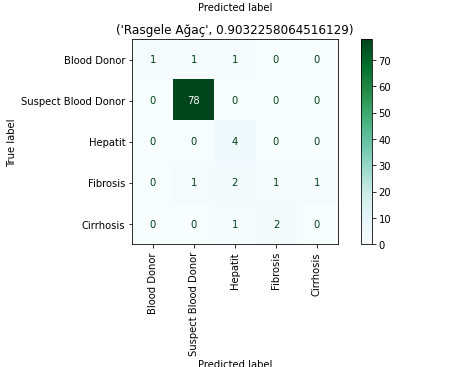 Predicted label
('Rasgele Ağaç', 0.9032258064516129)
True label
Blood Donor 1 1 1 0 0
Suspect Blood Donor 0 78 0 0 0
Hepatit 0 0 4 0 0
Fibrosis 0 1 2 1 1
Cirrhosis 0 0 1 2 0
Blood Donor
Suspect Blood Donor
Hepatit
Fibrosis
Cirrhosis
70
60
50
40
30
20
10
0
Predicted label